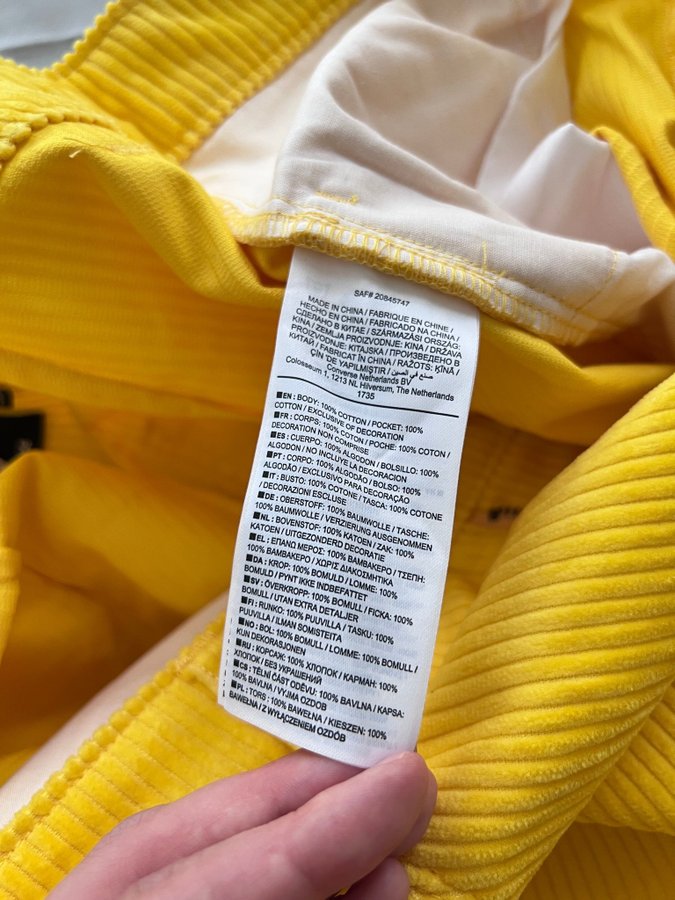 SAF# 20845747
MADE IN CHINA / FABRIQUE EN CHINE /
HECHO EN CHINA / FABRICADO NA CHINA /
СДЕЛАНО В КИТАЕ / SZÁRMAZÁSI ORSZÁG:
KÍNA / ZEMLJA PROIZVODNJE: KINA / DRŽAVA
PROIZVODNJE: KITAJSKA / ПРОИЗВЕДЕНО В
КИТАЙ / FABRICAT ÎN CHINA / RAŽOTS: ĶĪNĀ /
ÇİN 'DE YAPILMIŞTIR / صنع في الصين
Converse Netherlands BV
Colosseum 1, 1213 NL Hilversum, The Netherlands
1735
■EN: BODY: 100% COTTON / POCKET: 100%
COTTON / EXCLUSIVE OF DECORATION
■FR: CORPS: 100% COTON / POCHE: 100% COTON /
DECORATION NON COMPRISE
■ES: CUERPO: 100% ALGODON / BOLSILLO: 100%
ALGODON / NO INCLUYE LA DECORACION
■PT: CORPO: 100% ALGODÃO / BOLSO: 100%
ALGODÃO / EXCLUSIVO PARA DECORAÇÃO
■IT: BUSTO: 100% COTONE / TASCA: 100% COTONE
/ DECORAZIONI ESCLUSE
■DE: OBERSTOFF: 100% BAUMWOLLE / TASCHE:
100% BAUMWOLLE / VERZIERUNG AUSGENOMMEN
■NL: BOVENSTOF: 100% KATOEN / ZAK: 100%
KATOEN / UITGEZONDERD DECORATIE
■EL: ΕΠΑΝΩ ΜΕΡΟΣ: 100% ΒΑΜΒΑΚΕΡΟ / ΤΣΕΠΗ:
100% ΒΑΜΒΑΚΕΡΟ / ΧΩΡΙΣ ΔΙΑΚΟΣΜΗΤΙΚΑ
■DA: KROP: 100% BOMULD / LOMME: 100%
BOMULD / PYNT IKKE INDBEFATTET
■SV: ÖVERKROPP: 100% BOMULL / FICKA: 100%
BOMULL / UTAN EXTRA DETALJER
■FI: RUNKO: 100% PUUVILLA / TASKU: 100%
PUUVILLA / ILMAN SOMISTEITA
■NO: BOL: 100% BOMULL / LOMME: 100% BOMULL /
KUN DEKORASJONEN
■RU: КОРСАЖ: 100% ХЛОПОК / КАРМАН: 100%
ХЛОПОК / БЕЗ УКРАШЕНИЙ
■CS: TĚLNÍ ČÁST ODĚVU: 100% BAVLNA / KAPSA:
100% BAVLNA / VYJMA OZDOB
■PL: TORS: 100% BAWEŁNA / KIESZEŃ: 100%
BAWEŁNA / Z WYŁĄCZENIEM OZDÓB